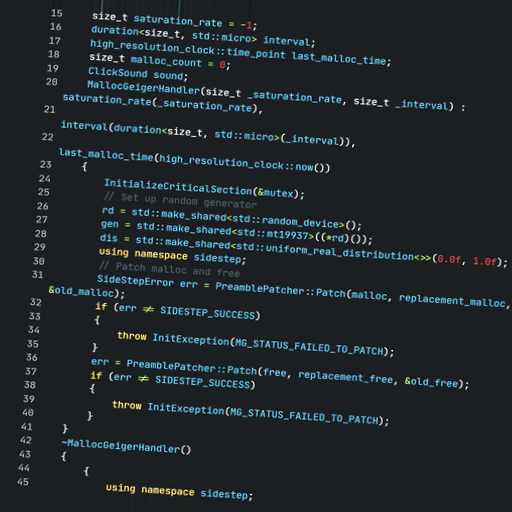 15 size_t saturation_rate = -1;
16 duration<size_t, std::micro> interval;
17 high_resolution_clock::time_point last_malloc_time;
18 size_t malloc_count = 0;
19 ClickSound sound;
20 MallocGeigerHandler(size_t _saturation_rate, size_t _interval) :
saturation_rate(_saturation_rate),
21
interval(duration<size_t, std::micro>(_interval)),
22
last_malloc_time(high_resolution_clock::now())
23 {
24 InitializeCriticalSection(&mutex);
25 // Set up random generator
26 rd = std::make_shared<std::random_device>();
27 gen = std::make_shared<std::mt19937>((*rd)());
28 dis = std::make_shared<std::uniform_real_distribution<>>(0.0f, 1.0f);
29 using namespace sidestep;
30 // Patch malloc and free
31 SideStepError err = PreamblePatcher::Patch(malloc, replacement_malloc,
&old_malloc);
32 if (err ≠ SIDESTEP_SUCCESS)
33 {
34 throw InitException(MG_STATUS_FAILED_TO_PATCH);
35 }
36 err = PreamblePatcher::Patch(free, replacement_free, &old_free);
37 if (err ≠ SIDESTEP_SUCCESS)
38 {
39 throw InitException(MG_STATUS_FAILED_TO_PATCH);
40 }
41 }
42 ~MallocGeigerHandler()
43 {
44 {
45 using namespace sidestep;